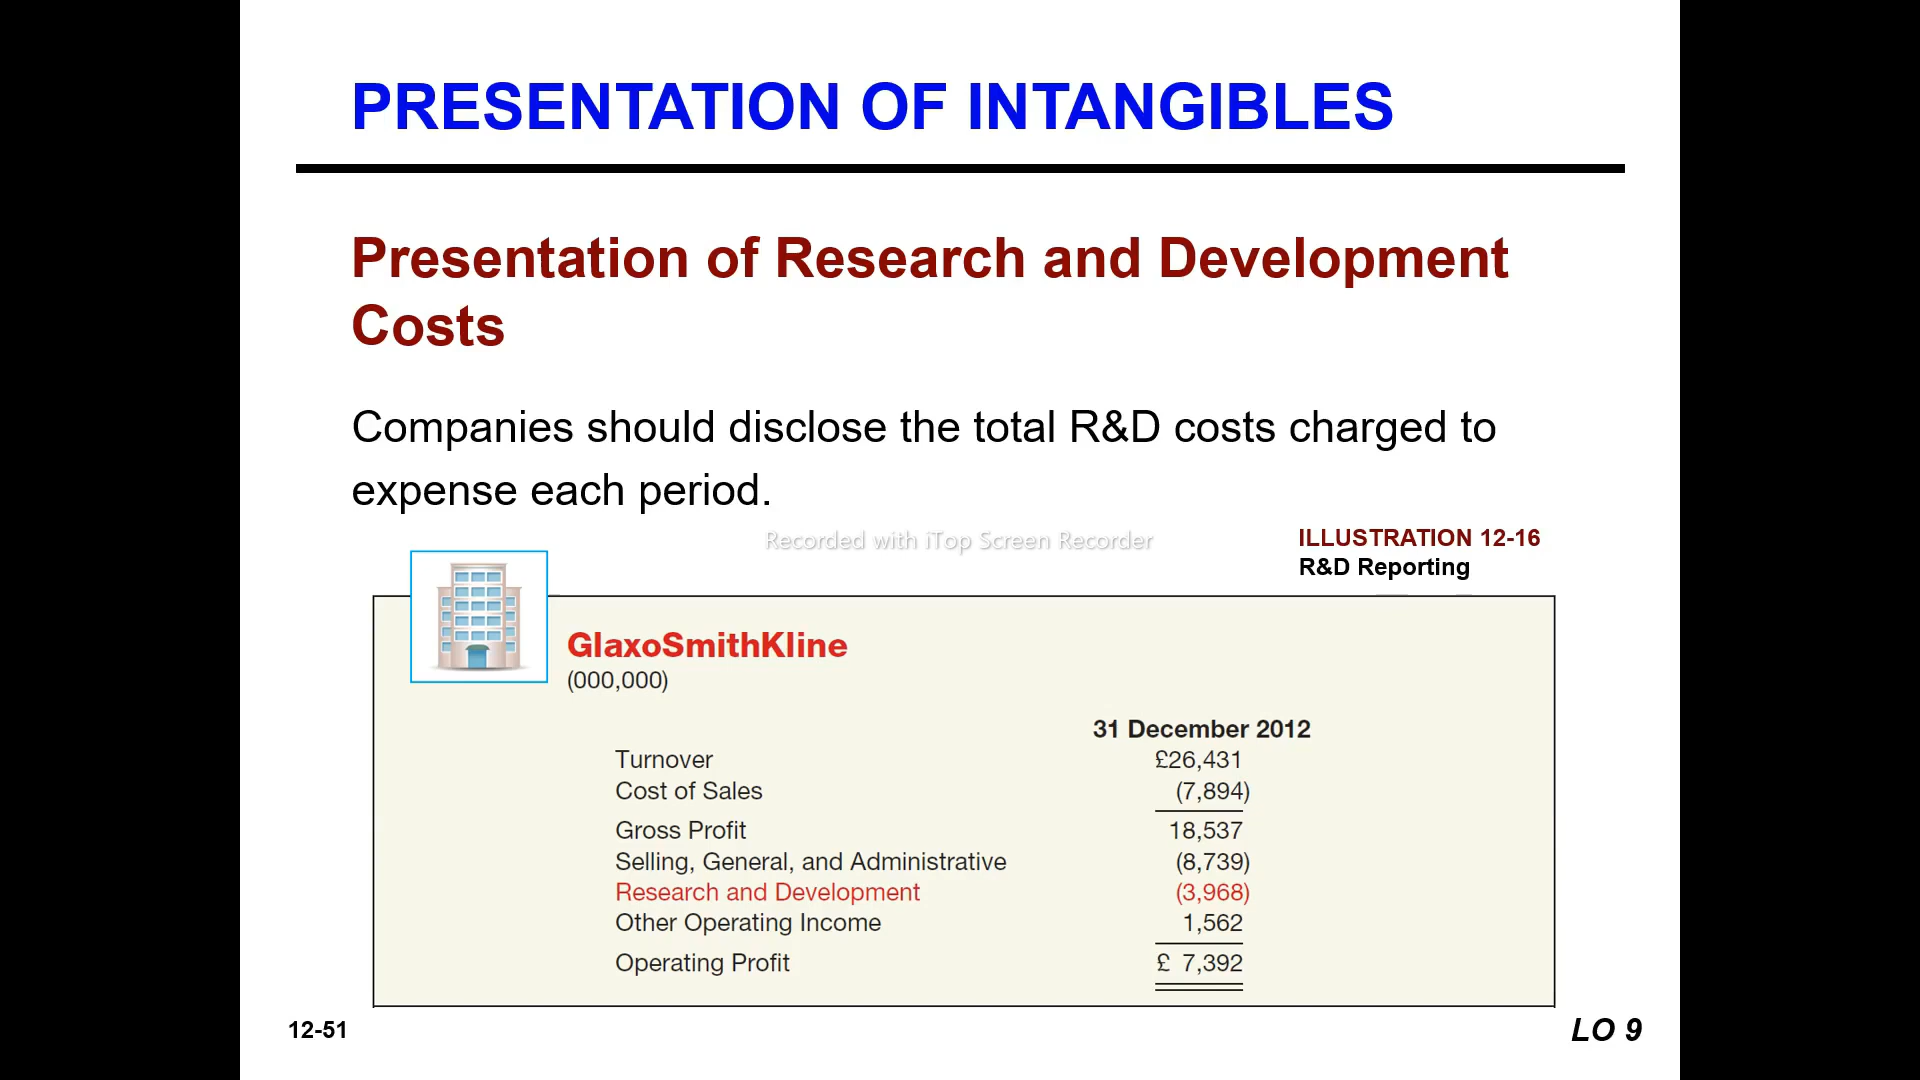 PRESENTATION OF INTANGIBLES
Presentation of Research and Development
Costs
Companies should disclose the total R&D costs charged to
expense each period.
Recorded with iTop Screen Recorder
ILLUSTRATION 12-16
R&D Reporting
GlaxoSmithKline
(000,000)
31 December 2012
Turnover £26,431
Cost of Sales (7,894)
Gross Profit 18,537
Selling, General, and Administrative (8,739)
Research and Development (3,968)
Other Operating Income 1,562
Operating Profit £ 7,392
12-51
LO 9